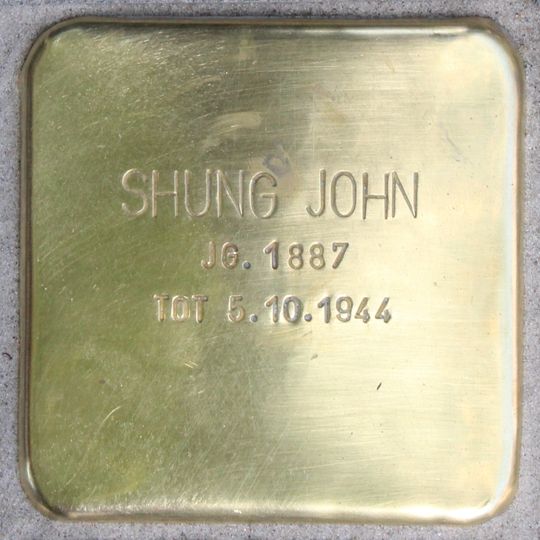 SHUNG JOHN
JG. 1887
TOT 5.10.1944